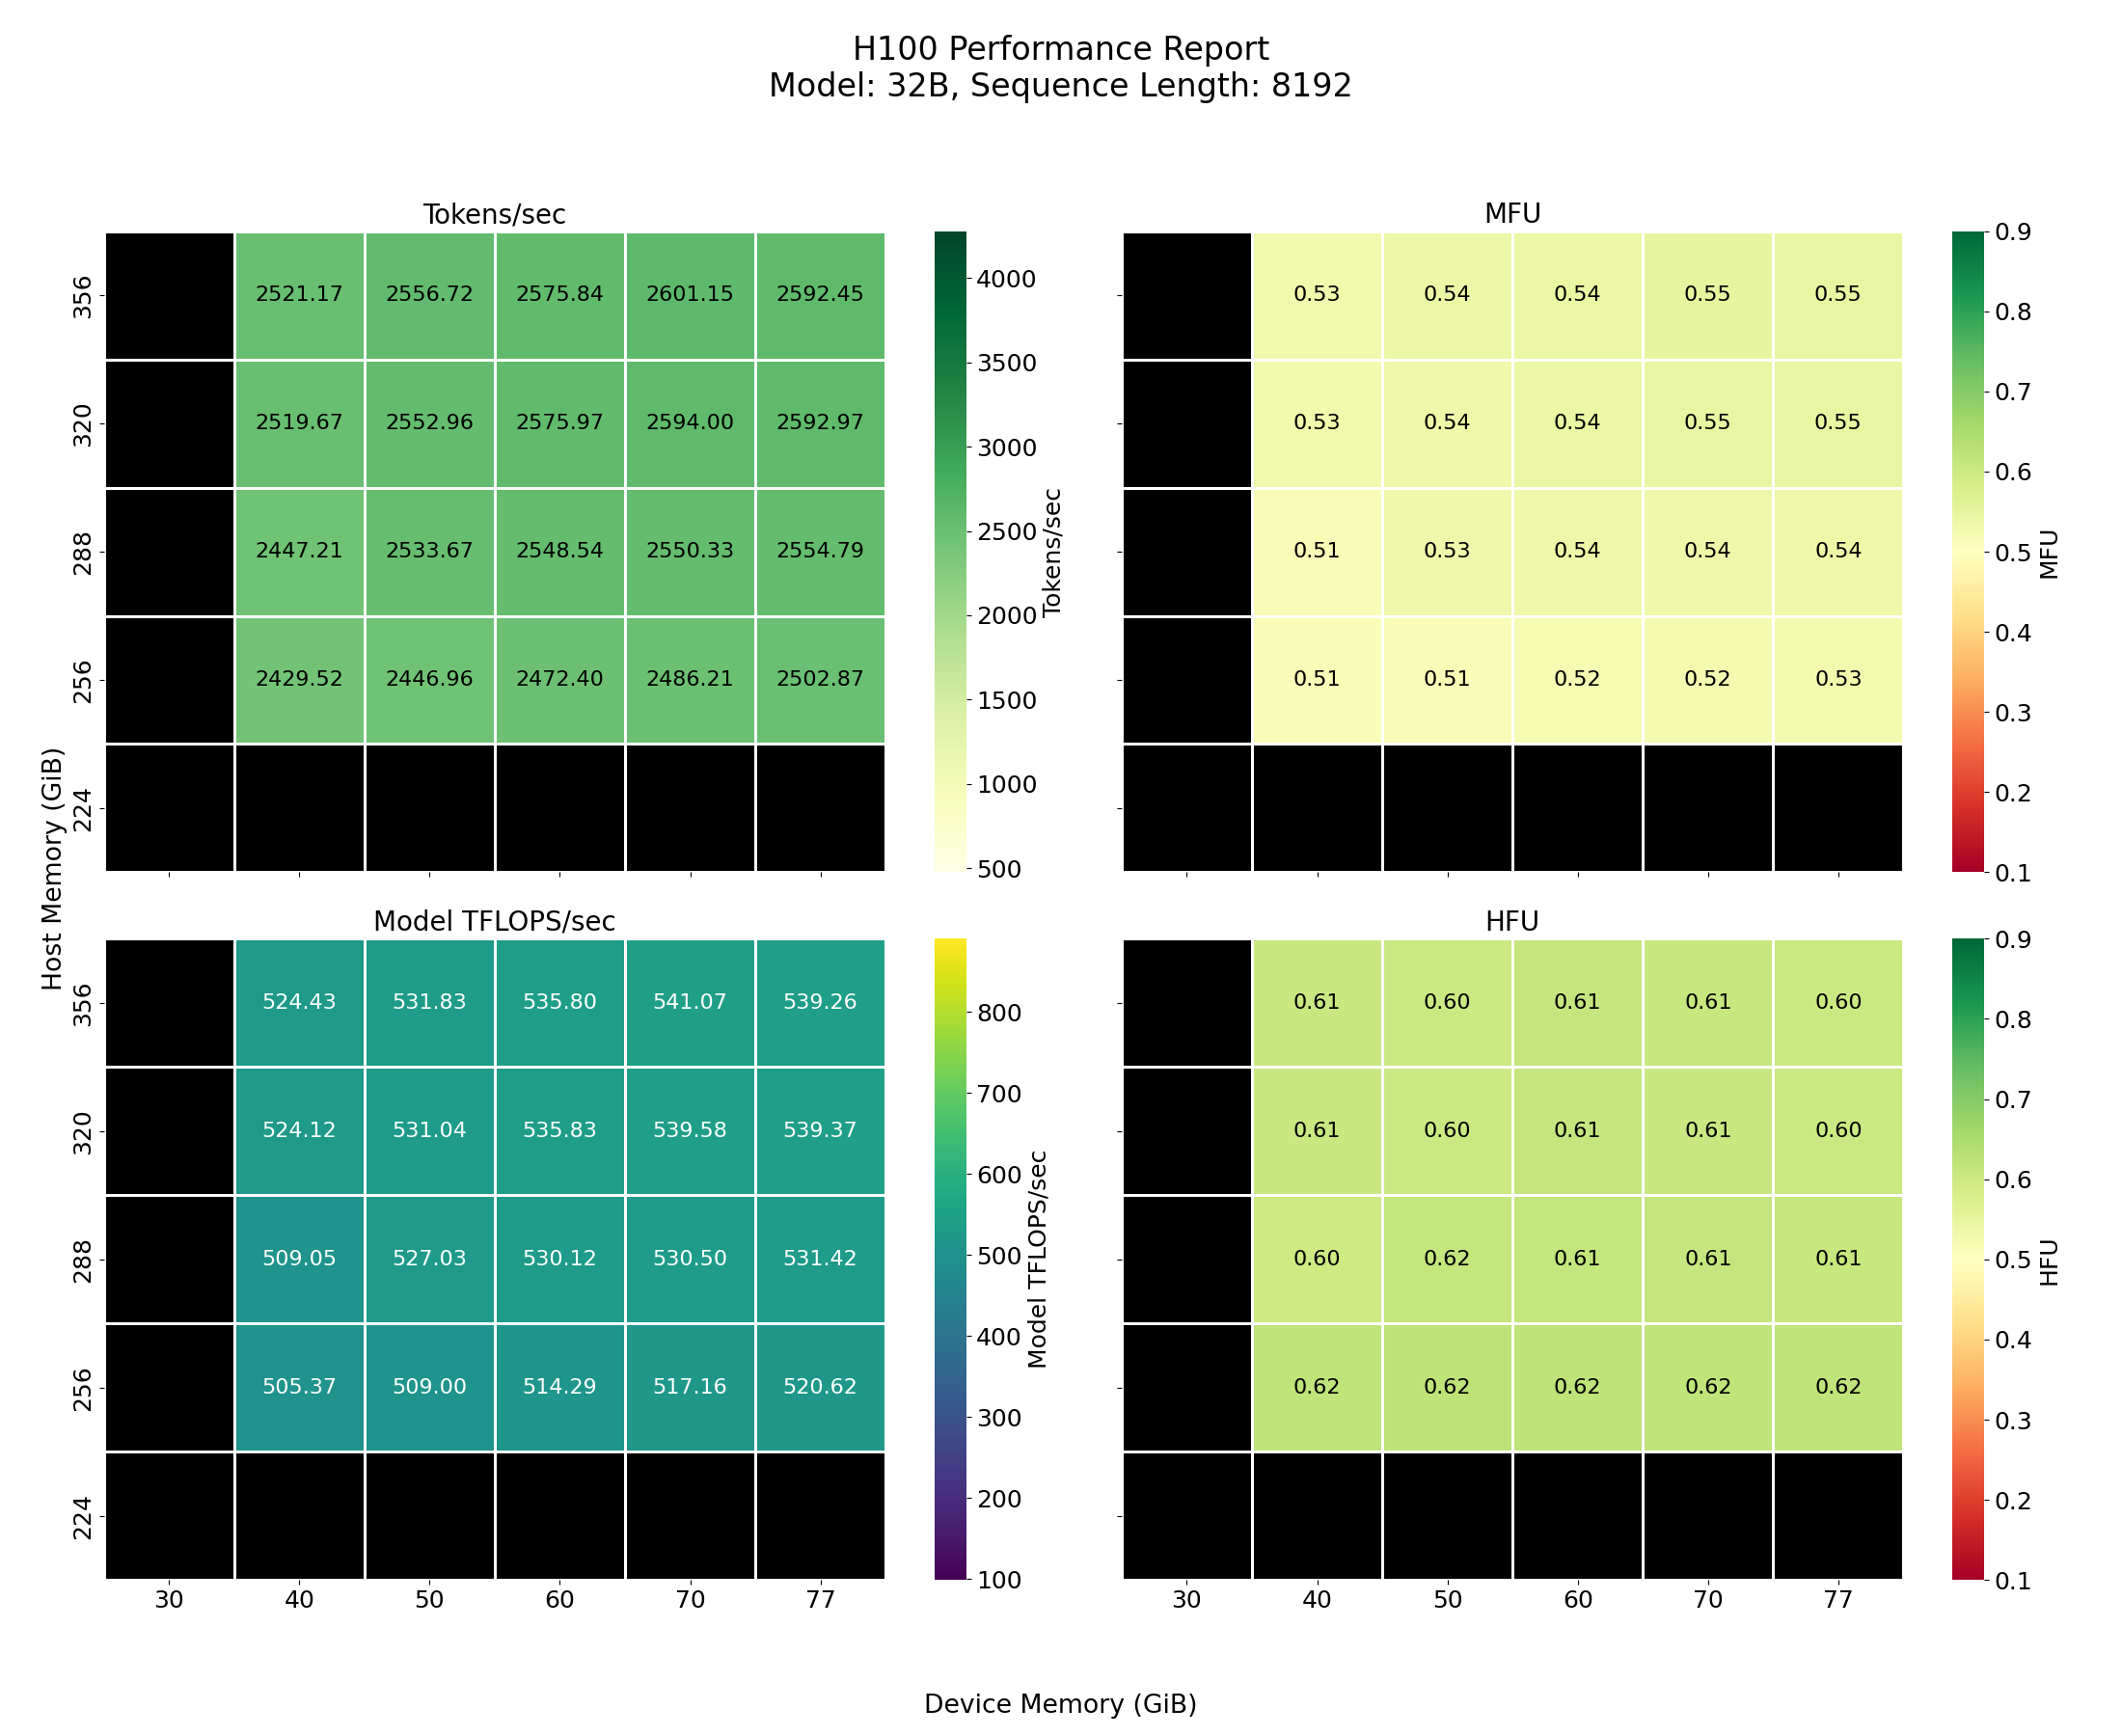 H100 Performance Report
Model: 32B, Sequence Length: 8192
Tokens/sec
356
2521.17 2556.72 2575.84 2601.15 2592.45
320
2519.67 2552.96 2575.97 2594.00 2592.97
288
2447.21 2533.67 2548.54 2550.33 2554.79
256
2429.52 2446.96 2472.40 2486.21 2502.87
224
4000
3500
3000
2500
2000
1500
1000
500
Tokens/sec
MFU
0.53 0.54 0.54 0.55 0.55
0.53 0.54 0.54 0.55 0.55
0.51 0.53 0.54 0.54 0.54
0.51 0.51 0.52 0.52 0.53
0.9
0.8
0.7
0.6
0.5
0.4
0.3
0.2
0.1
MFU
Host Memory (GiB)
Model TFLOPS/sec
356
524.43 531.83 535.80 541.07 539.26
320
524.12 531.04 535.83 539.58 539.37
288
509.05 527.03 530.12 530.50 531.42
256
505.37 509.00 514.29 517.16 520.62
224
30 40 50 60 70 77
800
700
600
500
400
300
200
100
Model TFLOPS/sec
HFU
0.61 0.60 0.61 0.61 0.60
0.61 0.60 0.61 0.61 0.60
0.60 0.62 0.61 0.61 0.61
0.62 0.62 0.62 0.62 0.62
30 40 50 60 70 77
0.9
0.8
0.7
0.6
0.5
0.4
0.3
0.2
0.1
HFU
Device Memory (GiB)